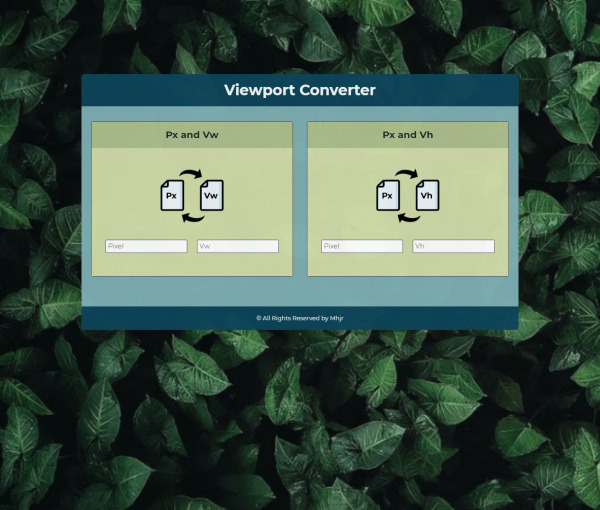 Viewport Converter
Px and Vw
Px Vw
Pixel Vw
Px and Vh
Px Vh
Pixel Vh
© All Rights Reserved by Mhjr